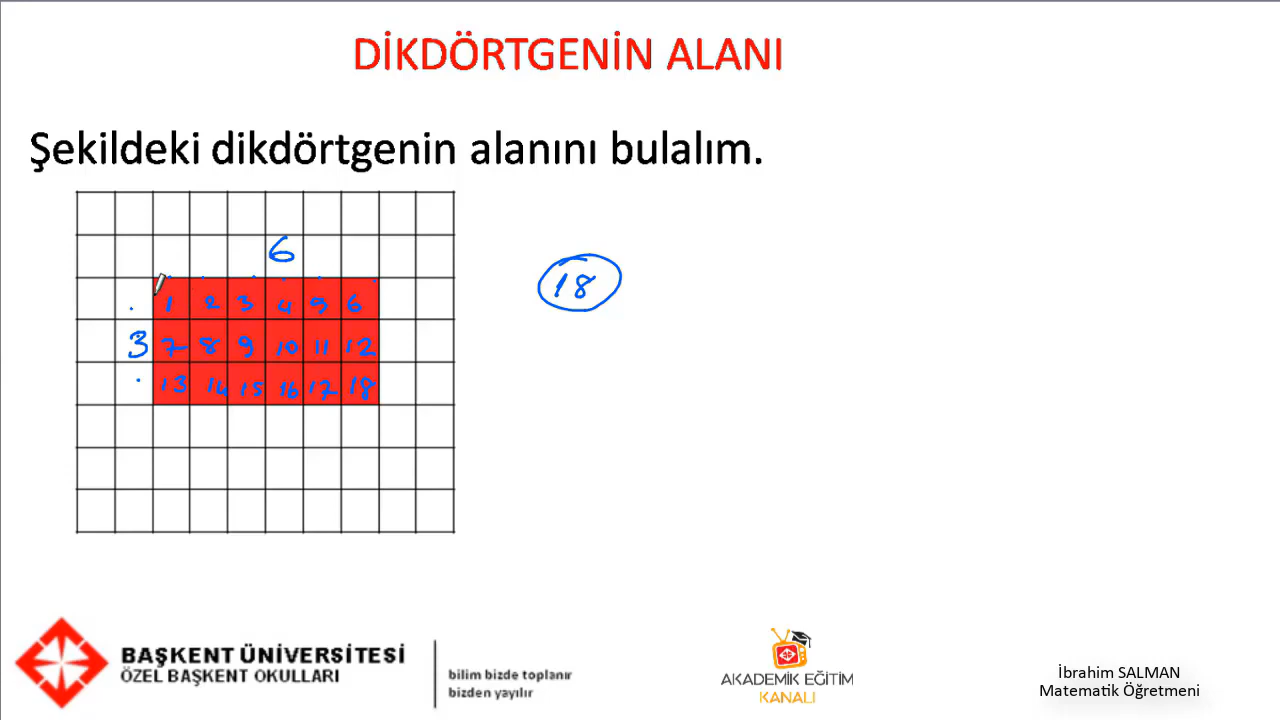 DİKDÖRTGENİN ALANI
Şekildeki dikdörtgenin alanını bulalım.
6
18
1 2 3 4 5 6
3 7 8 9 10 11 12
13 14 15 16 17 18
BAŞKENT ÜNİVERSİTESİ
ÖZEL BAŞKENT OKULLARI
bilim bizde toplanır
bizden yayılır
AKADEMİK EĞİTİM
KANALI
İbrahim SALMAN
Matematik Öğretmeni